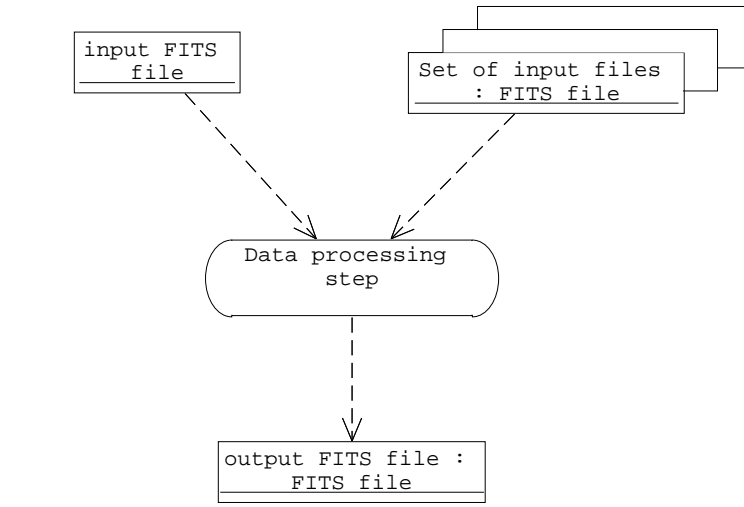 input FITS
file
Set of input files
: FITS file
Data processing
step
output FITS file :
FITS file